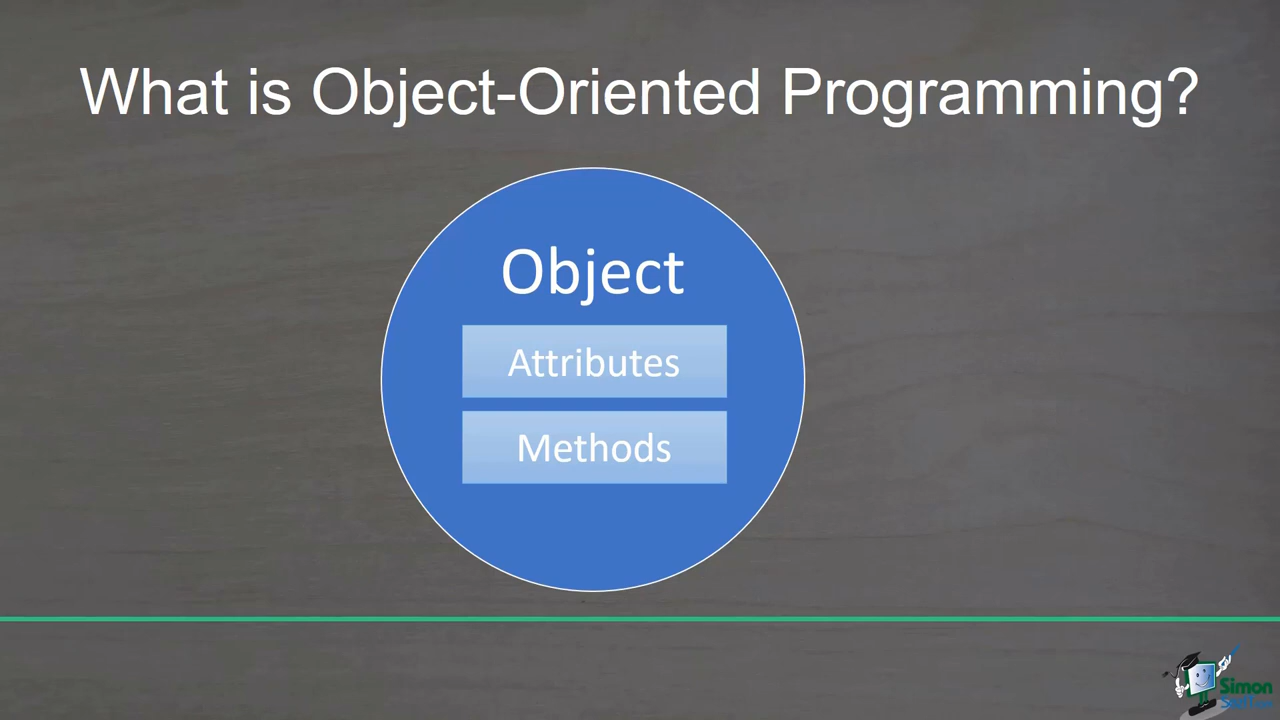 What is Object-Oriented Programming?
Object
Attributes
Methods
Simon